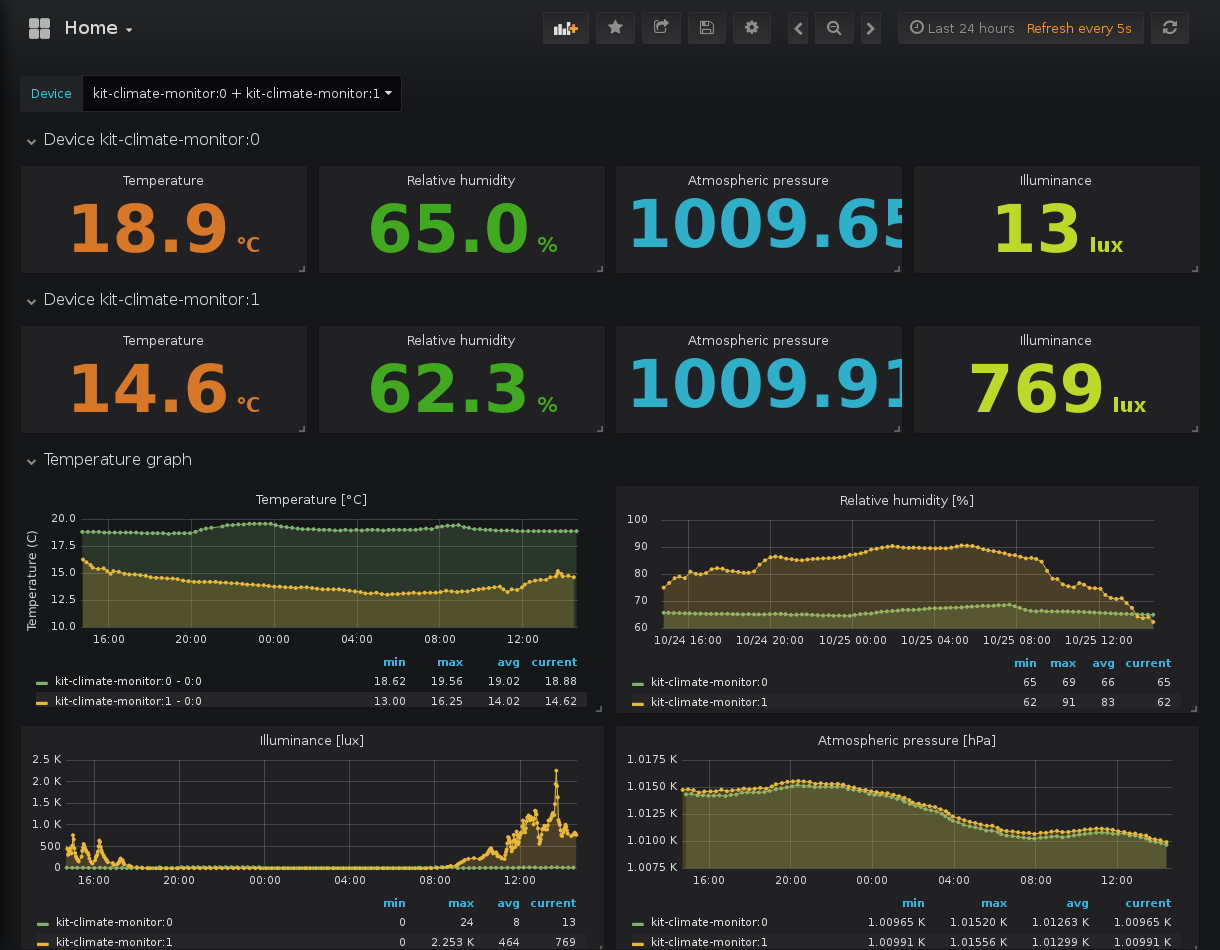 Home
Last 24 hours Refresh every 5s
Device kit-climate-monitor:0 + kit-climate-monitor:1
Device kit-climate-monitor:0
Temperature Relative humidity Atmospheric pressure Illuminance
18.9 °C 65.0 % 1009.65 13 lux
Device kit-climate-monitor:1
Temperature Relative humidity Atmospheric pressure Illuminance
14.6 °C 62.3 % 1009.91 769 lux
Temperature graph
Temperature [°C]
Temperature (C)
20.0
17.5
15.0
12.5
10.0
16:00 20:00 00:00 04:00 08:00 12:00
min max avg current
kit-climate-monitor:0 - 0:0 18.62 19.56 19.02 18.88
kit-climate-monitor:1 - 0:0 13.00 16.25 14.02 14.62
Relative humidity [%]
100
90
80
70
60
10/24 16:00 10/24 20:00 10/25 00:00 10/25 04:00 10/25 08:00 10/25 12:00
min max avg current
kit-climate-monitor:0 65 69 66 65
kit-climate-monitor:1 62 91 83 62
Illuminance [lux]
2.5 K
2.0 K
1.5 K
1.0 K
500
0
16:00 20:00 00:00 04:00 08:00 12:00
min max avg current
kit-climate-monitor:0 0 24 8 13
kit-climate-monitor:1 0 2.253 K 464 769
Atmospheric pressure [hPa]
1.0175 K
1.0150 K
1.0125 K
1.0100 K
1.0075 K
16:00 20:00 00:00 04:00 08:00 12:00
min max avg current
kit-climate-monitor:0 1.00965 K 1.01520 K 1.01263 K 1.00965 K
kit-climate-monitor:1 1.00991 K 1.01556 K 1.01299 K 1.00991 K